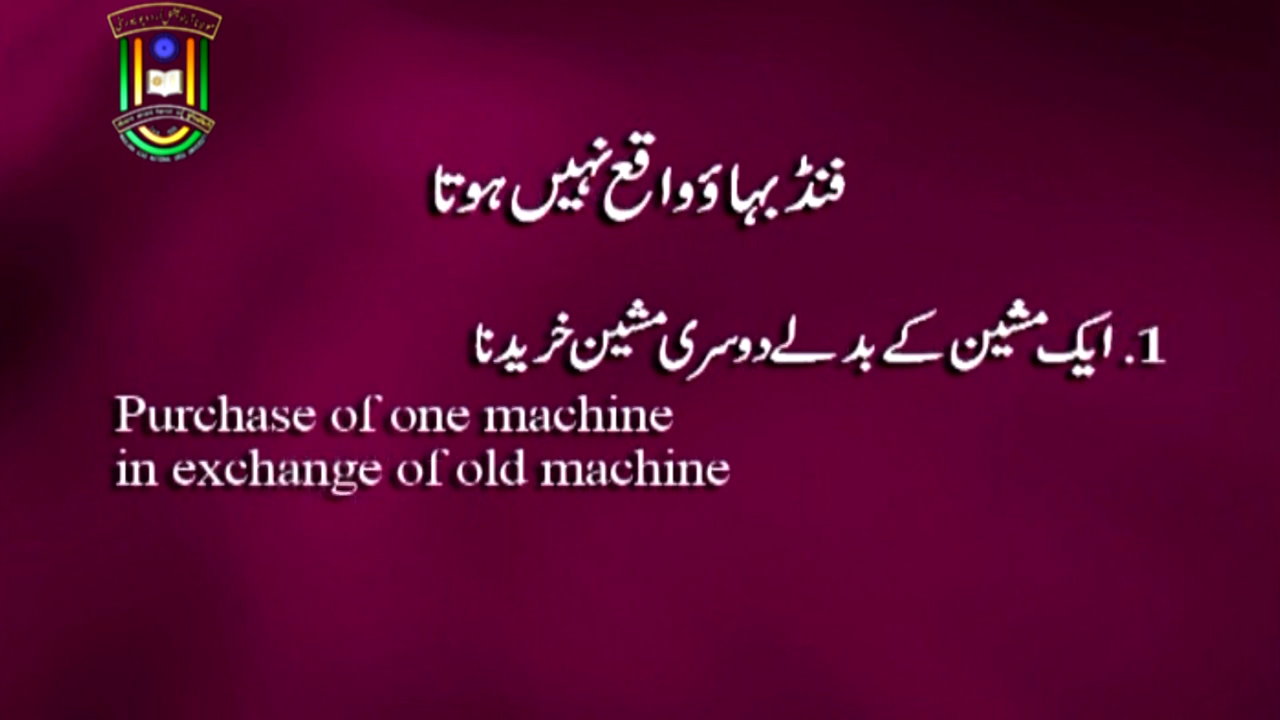 فنڈ بہاؤ واقع نہیں ہوتا
1. ایک مشین کے بدلے دوسری مشین خریدنا
Purchase of one machine
in exchange of old machine